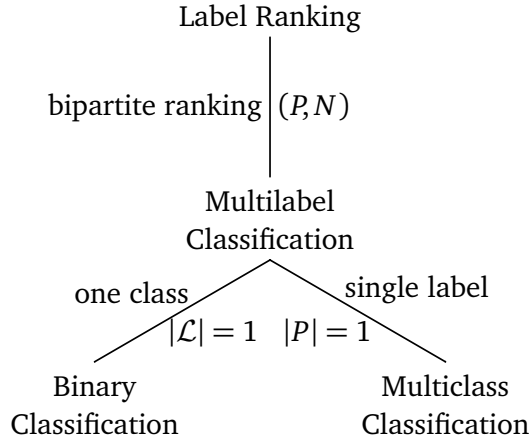 Label Ranking
bipartite ranking (P, N)
Multilabel
Classification
one class
single label
|ℒ| = 1 |P| = 1
Binary
Classification
Multiclass
Classification